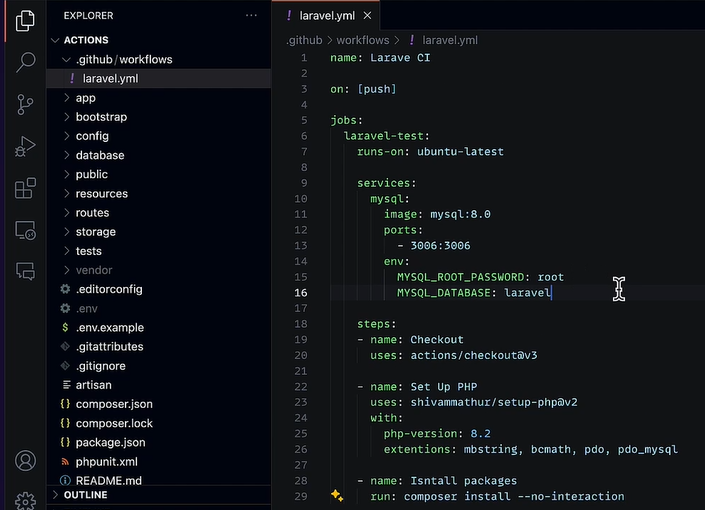 EXPLORER
ACTIONS
.github/workflows
! laravel.yml
app
bootstrap
config
database
public
resources
routes
storage
tests
vendor
.editorconfig
.env
$ .env.example
.gitattributes
.gitignore
artisan
{} composer.json
{} composer.lock
{} package.json
phpunit.xml
README.md
OUTLINE
! laravel.yml
.github > workflows > ! laravel.yml
1 name: Larave CI
2
3 on: [push]
4
5 jobs:
6 laravel-test:
7 runs-on: ubuntu-latest
8
9 services:
10 mysql:
11 image: mysql:8.0
12 ports:
13 - 3006:3006
14 env:
15 MYSQL_ROOT_PASSWORD: root
16 MYSQL_DATABASE: laravel
17
18 steps:
19 - name: Checkout
20 uses: actions/checkout@v3
21
22 - name: Set Up PHP
23 uses: shivammathur/setup-php@v2
24 with:
25 php-version: 8.2
26 extentions: mbstring, bcmath, pdo, pdo_mysql
27
28 - name: Isntall packages
29 run: composer install --no-interaction